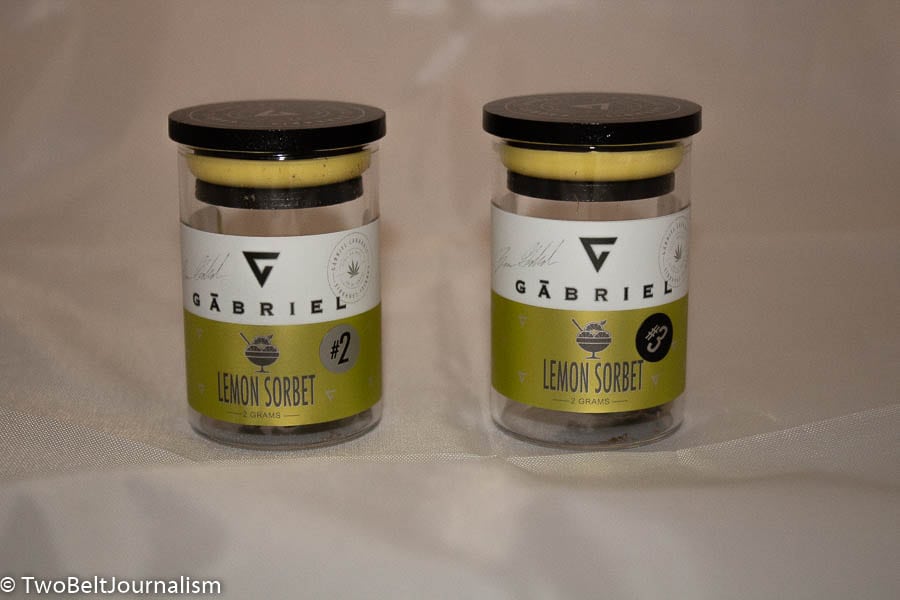 GĀBRIEL
#2
LEMON SORBET
2 GRAMS
GĀBRIEL
#3
LEMON SORBET
2 GRAMS
© TwoBeltJournalism